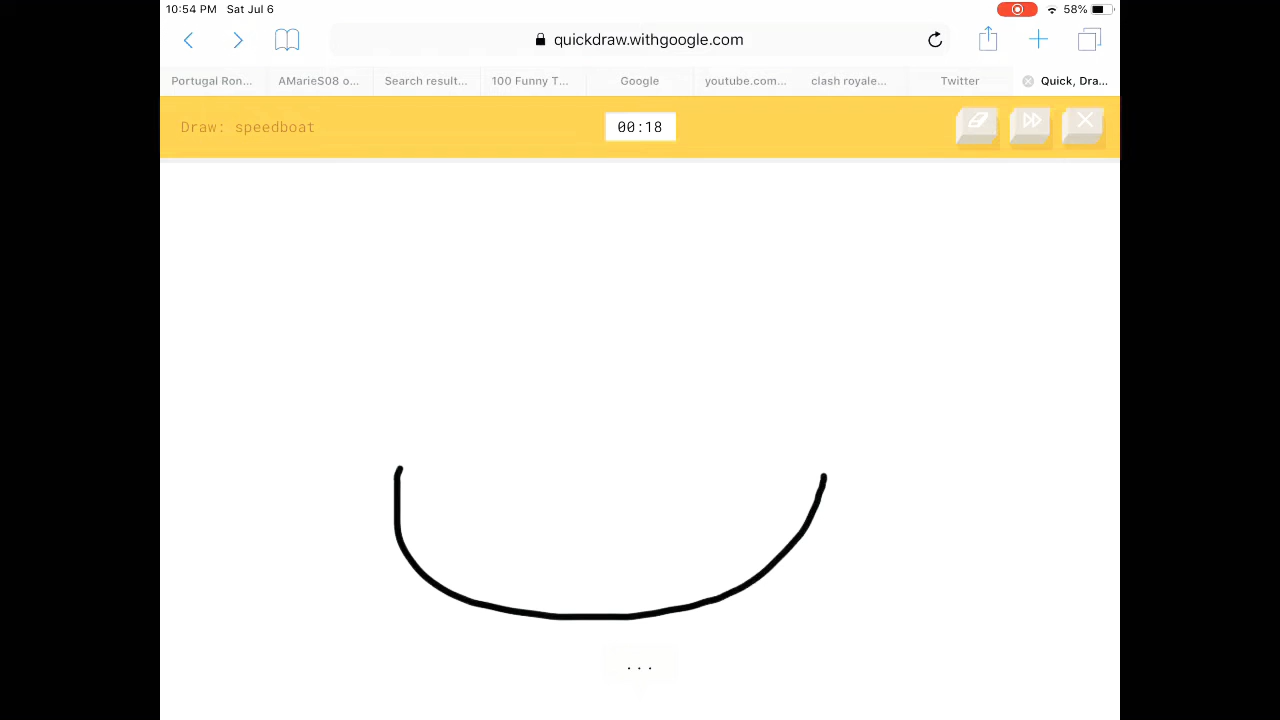 10:54 PM Sat Jul 6 58%
quickdraw.withgoogle.com
Portugal Ron... AMarieS08 o... Search result... 100 Funny T... Google youtube.com... clash royale... Twitter Quick, Dra...
Draw: speedboat 00:18
...